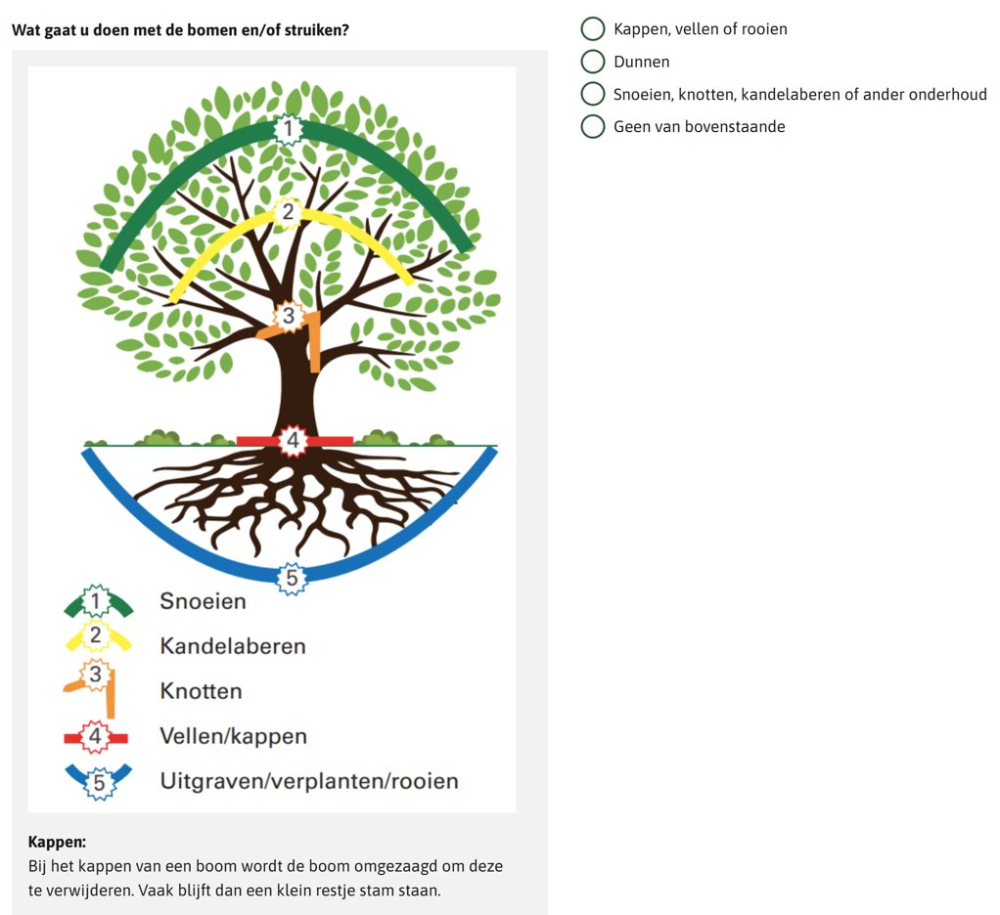 Wat gaat u doen met de bomen en/of struiken?
Kappen, vellen of rooien
Dunnen
Snoeien, knotten, kandelaberen of ander onderhoud
Geen van bovenstaande
1
2
3
4
5
1 Snoeien
2 Kandelaberen
3 Knotten
4 Vellen/kappen
5 Uitgraven/verplanten/rooien
Kappen:
Bij het kappen van een boom wordt de boom omgezaagd om deze
te verwijderen. Vaak blijft dan een klein restje stam staan.